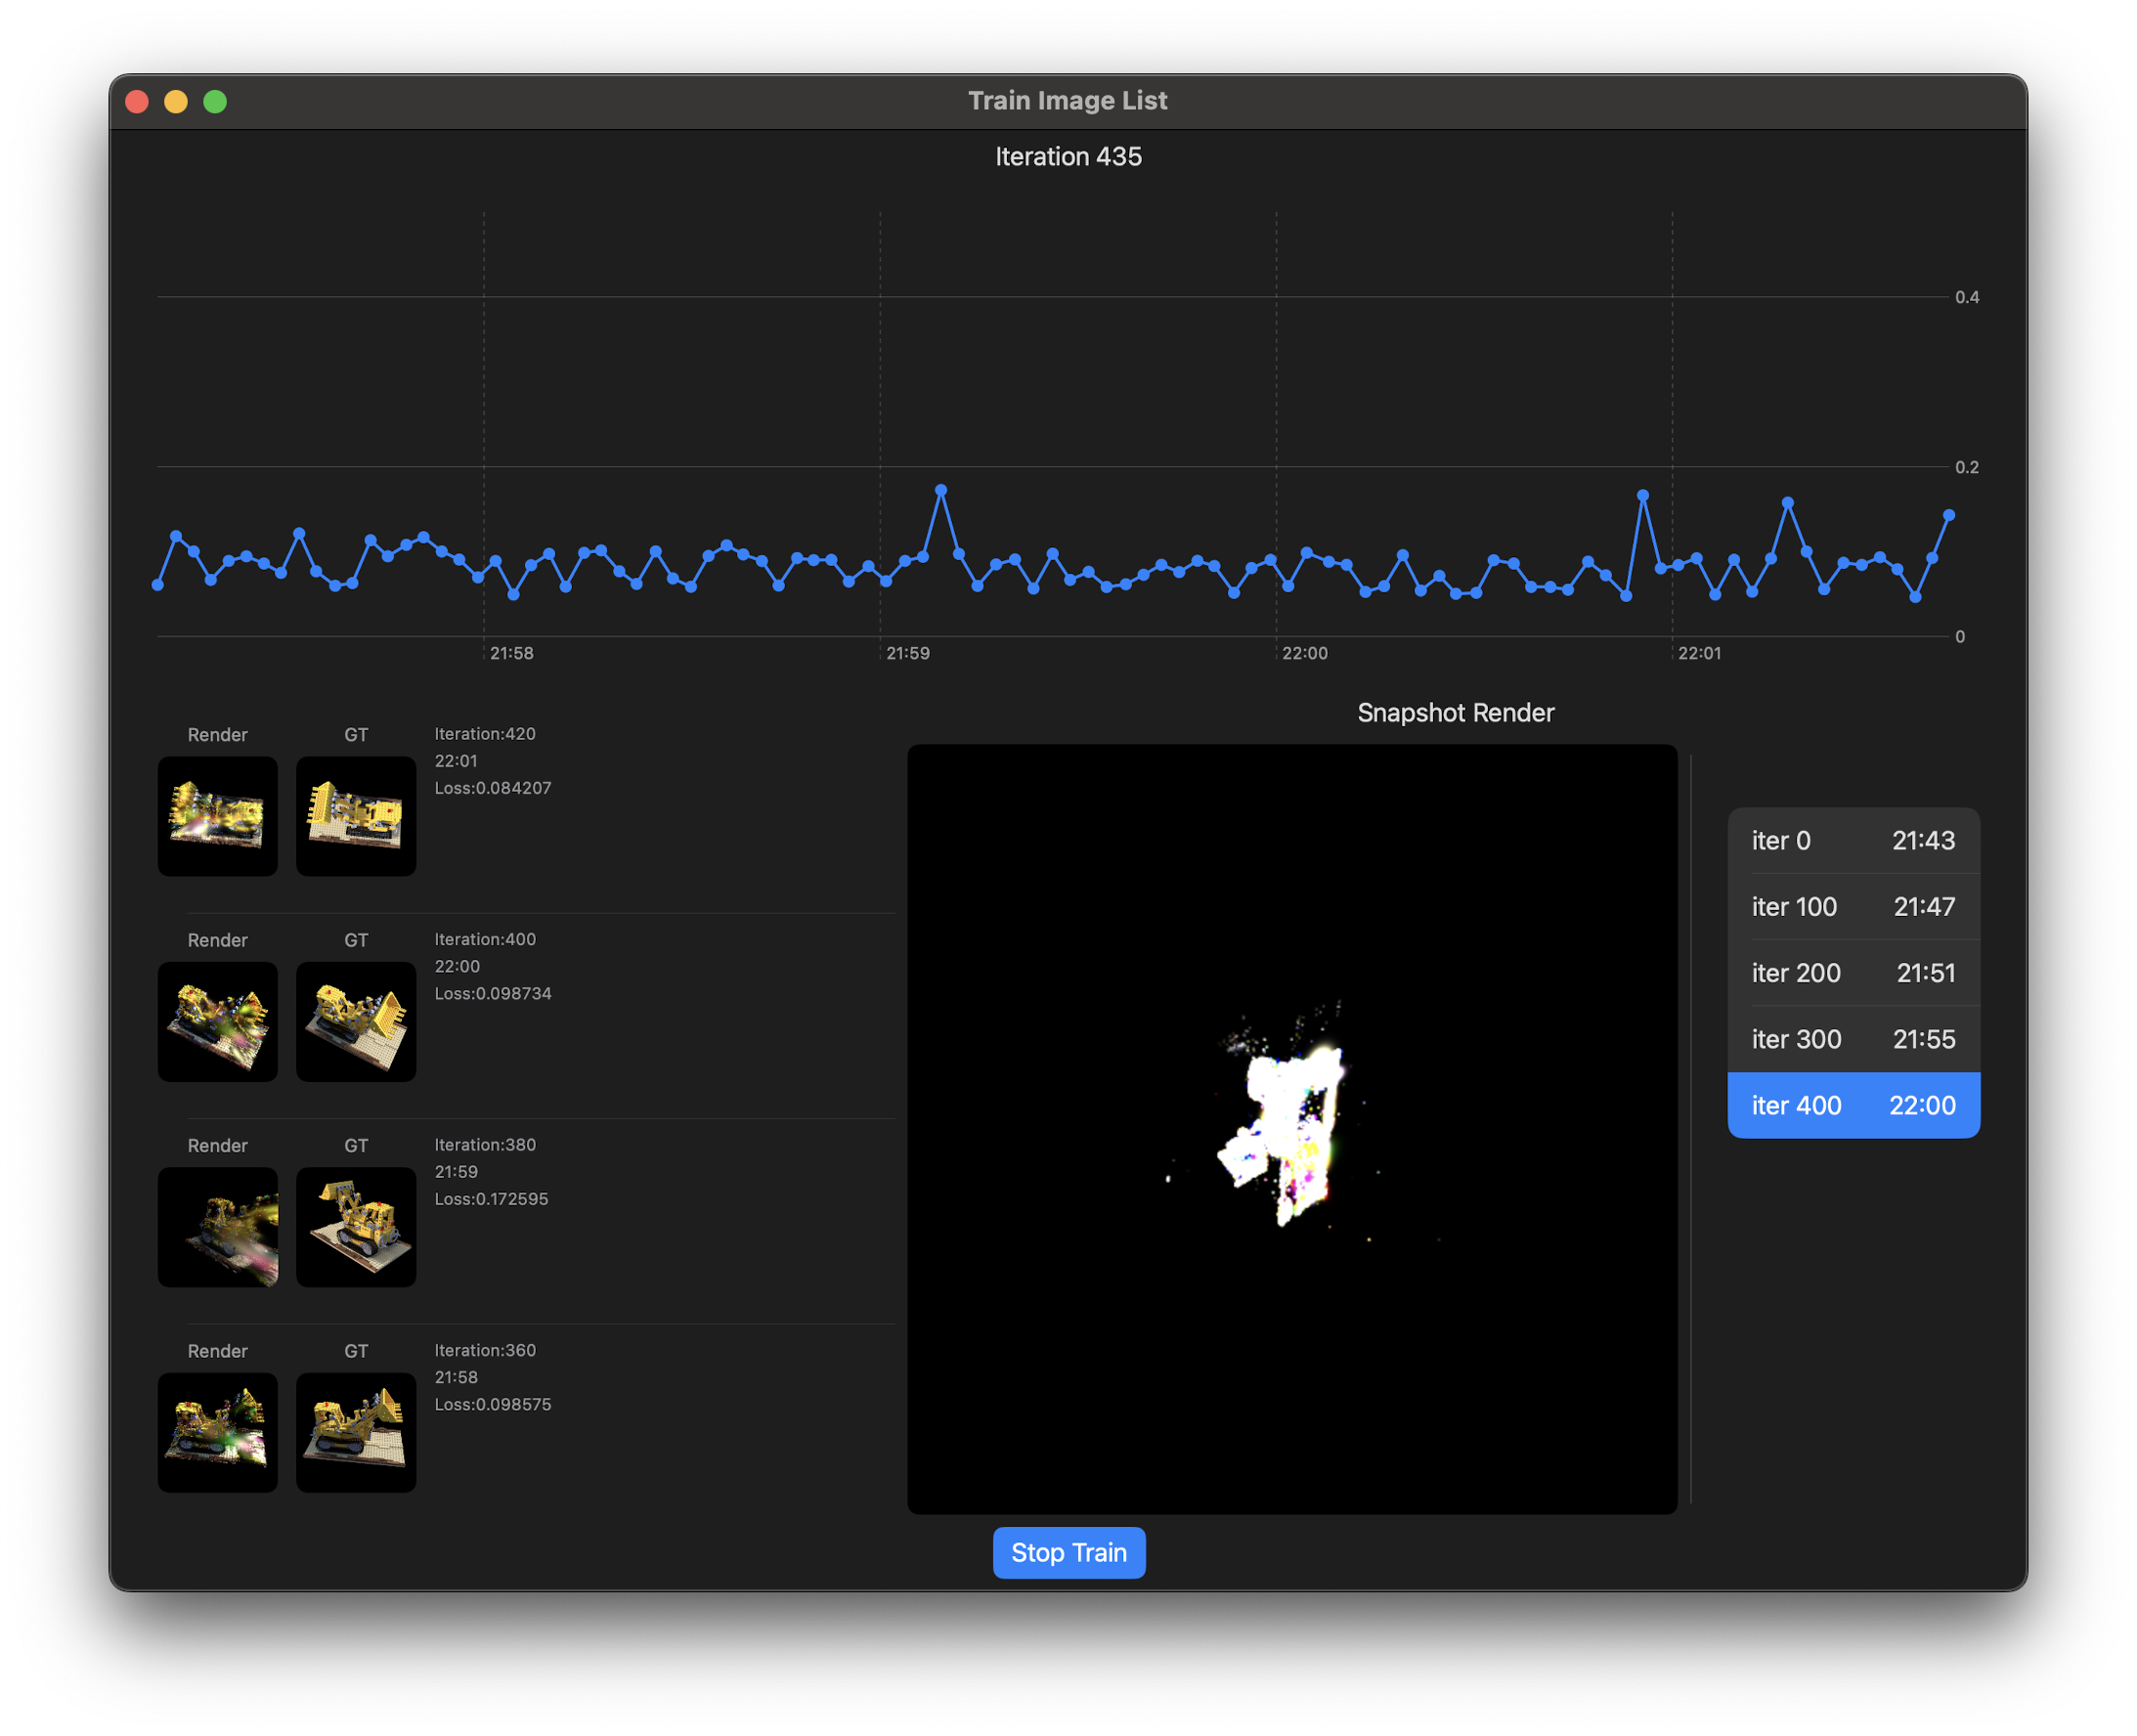 Train Image List
Iteration 435
0.4
0.2
0
21:58 21:59 22:00 22:01
Render GT Iteration:420
22:01
Loss:0.084207
Render GT Iteration:400
22:00
Loss:0.098734
Render GT Iteration:380
21:59
Loss:0.172595
Render GT Iteration:360
21:58
Loss:0.098575
Snapshot Render
iter 0 21:43
iter 100 21:47
iter 200 21:51
iter 300 21:55
iter 400 22:00
Stop Train